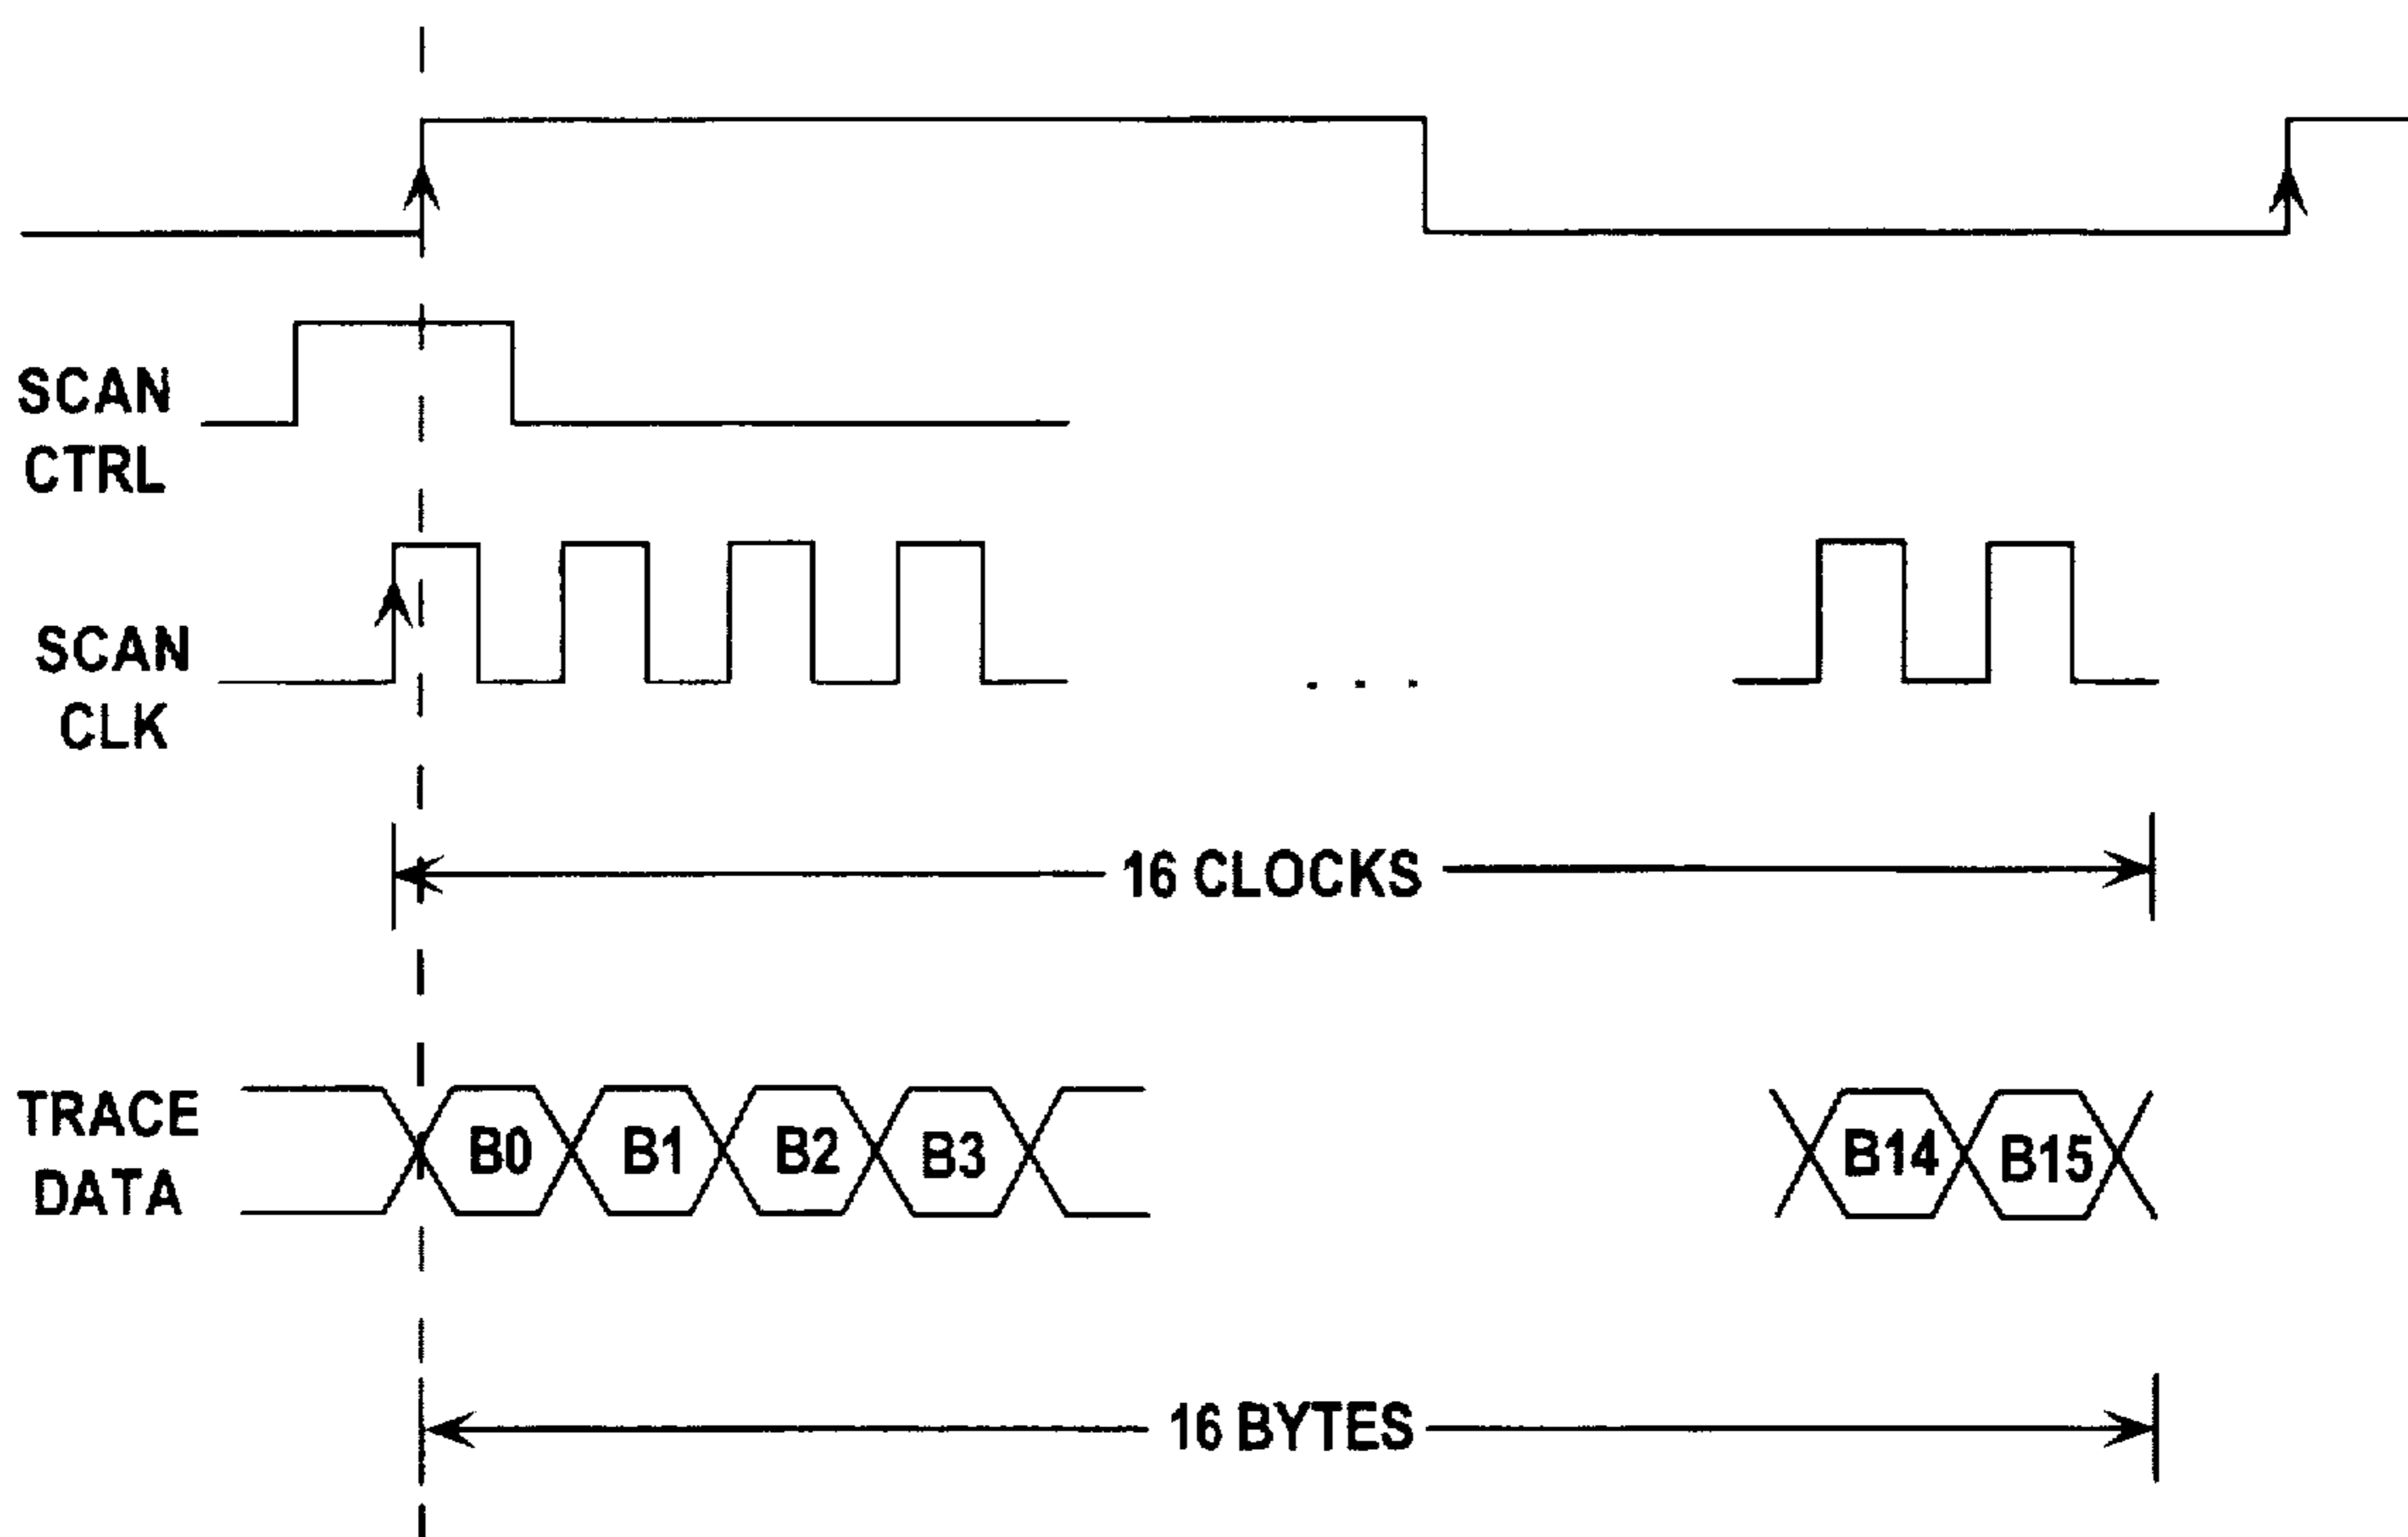 SCAN
CTRL
SCAN
CLK
. . .
16 CLOCKS
TRACE
DATA
B0 B1 B2 B3 B14 B15
16 BYTES